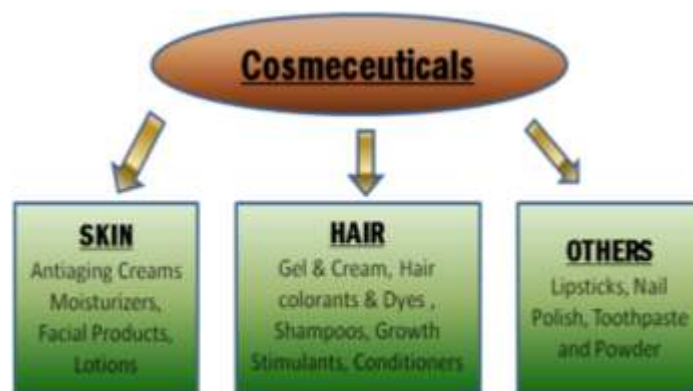 Cosmeceuticals
SKIN
Antiaging Creams
Moisturizers,
Facial Products,
Lotions
HAIR
Gel & Cream, Hair
colorants & Dyes ,
Shampoos, Growth
Stimulants, Conditioners
OTHERS
Lipsticks, Nail
Polish, Toothpaste
and Powder